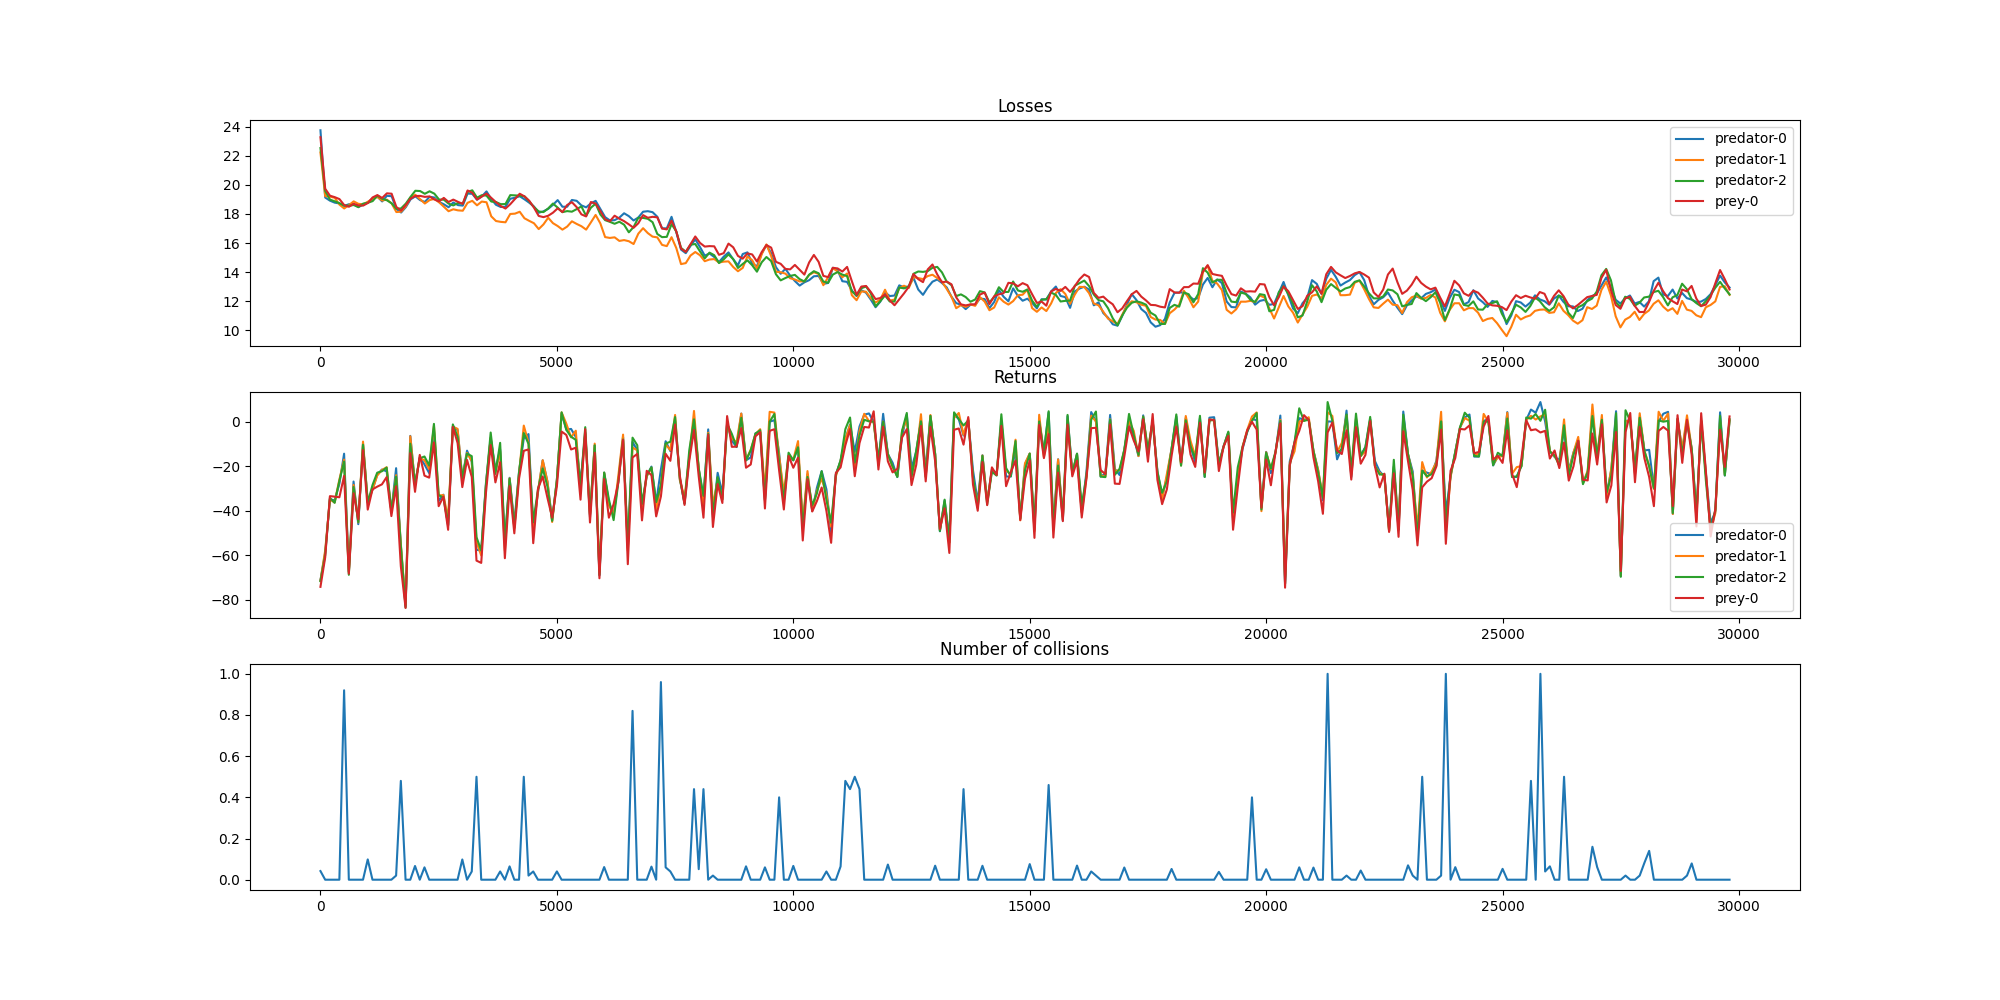 Losses
24
22
20
18
16
14
12
10
predator-0
predator-1
predator-2
prey-0
0 5000 10000 15000 20000 25000 30000
Returns
0
−20
−40
−60
−80
predator-0
predator-1
predator-2
prey-0
0 5000 10000 15000 20000 25000 30000
Number of collisions
1.0
0.8
0.6
0.4
0.2
0.0
0 5000 10000 15000 20000 25000 30000